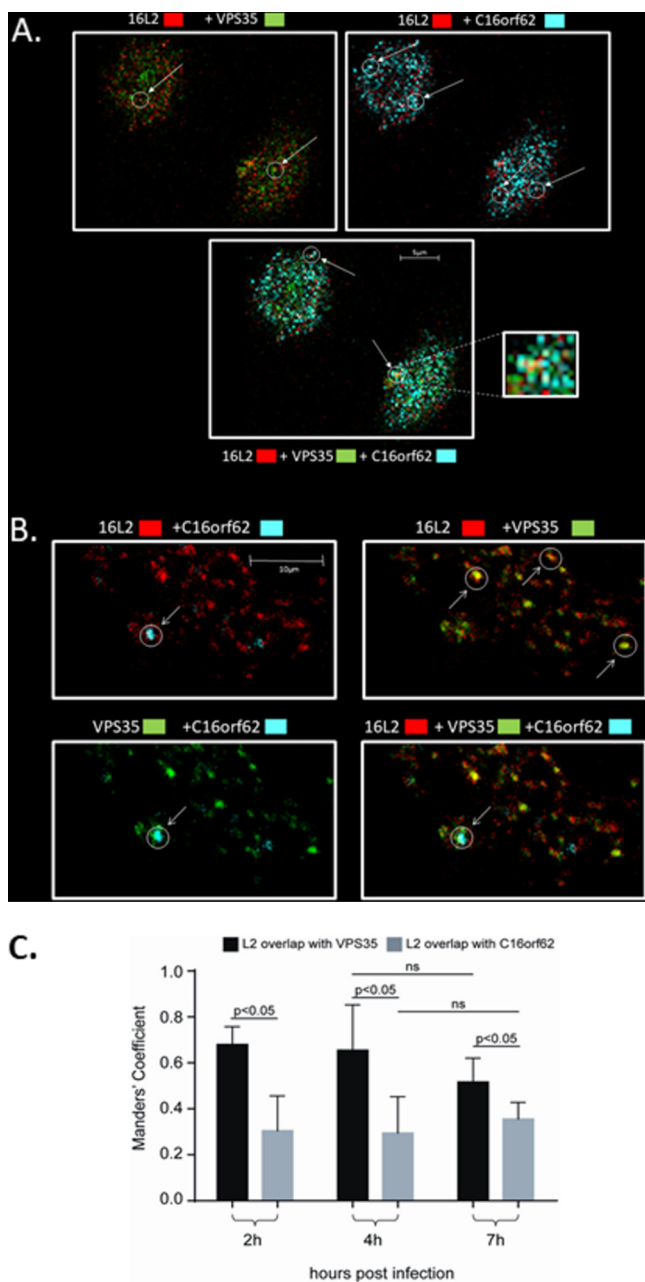 A.
16L2 + VPS35
16L2 + C16orf62
5µm
16L2 + VPS35 + C16orf62
B.
16L2 +C16orf62
16L2 +VPS35
10µm
VPS35 +C16orf62
16L2 + VPS35 +C16orf62
C.
L2 overlap with VPS35 L2 overlap with C16orf62
Manders' Coefficient
1.0
0.8
0.6
0.4
0.2
0.0
ns
p<0.05
p<0.05
ns
p<0.05
2h 4h 7h
hours post infection